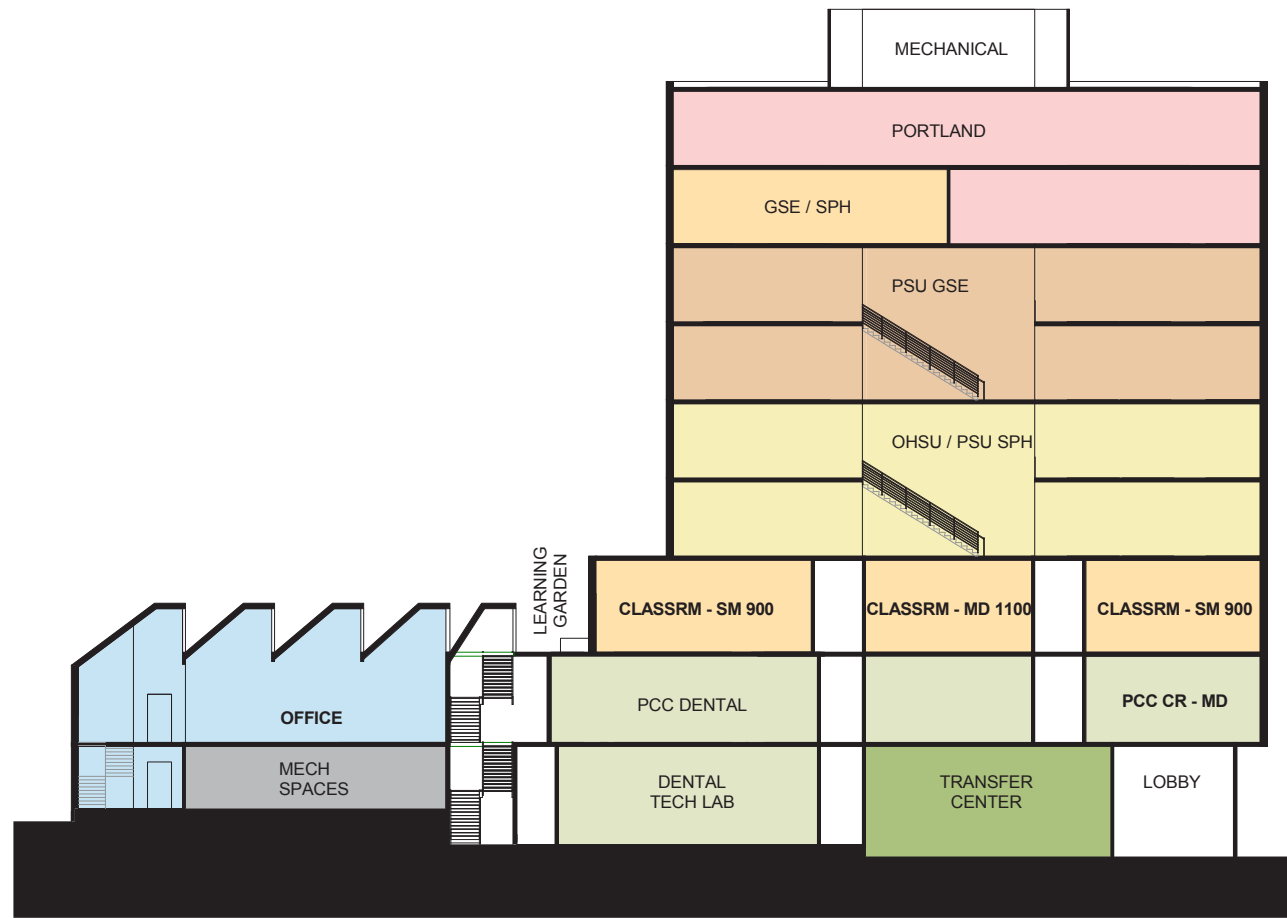 MECHANICAL
PORTLAND
GSE / SPH
PSU GSE
OHSU / PSU SPH
LEARNING
GARDEN
CLASSRM - SM 900
CLASSRM - MD 1100
CLASSRM - SM 900
OFFICE
PCC DENTAL
PCC CR - MD
MECH
SPACES
DENTAL
TECH LAB
TRANSFER
CENTER
LOBBY